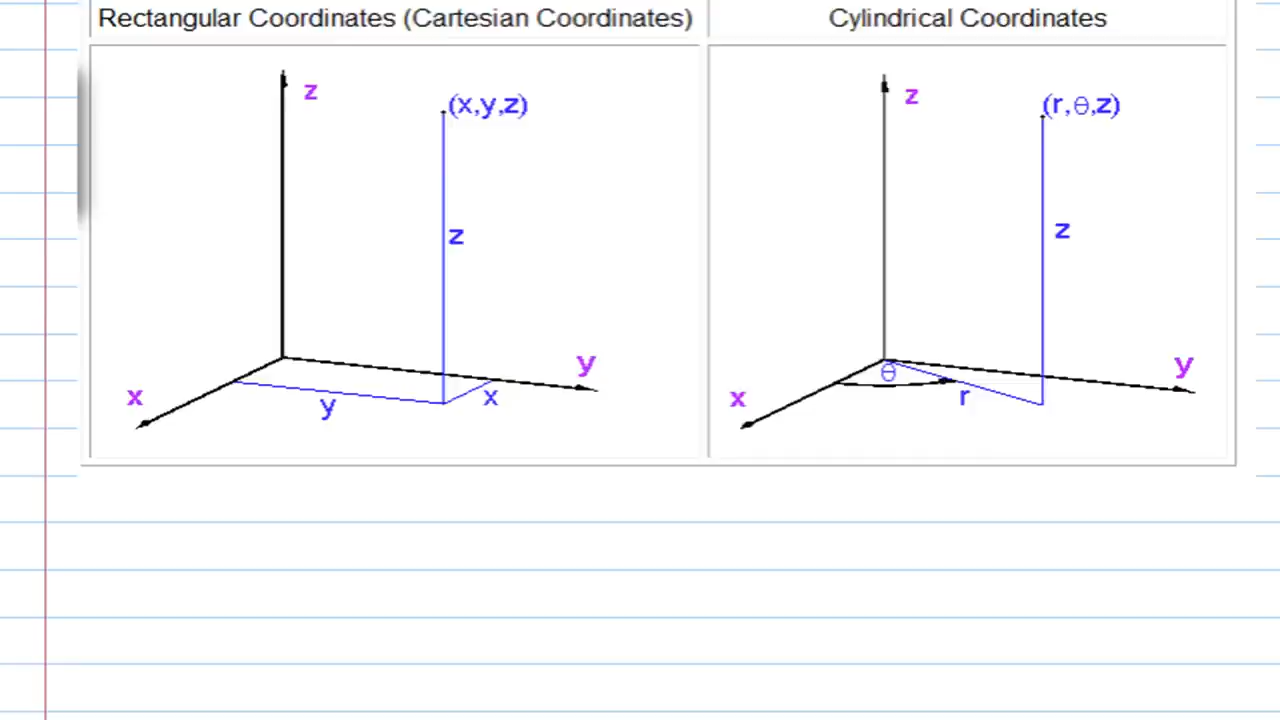 Rectangular Coordinates (Cartesian Coordinates)
z
(x,y,z)
z
y
x
y
x
Cylindrical Coordinates
z
(r,θ,z)
z
y
θ
x
r